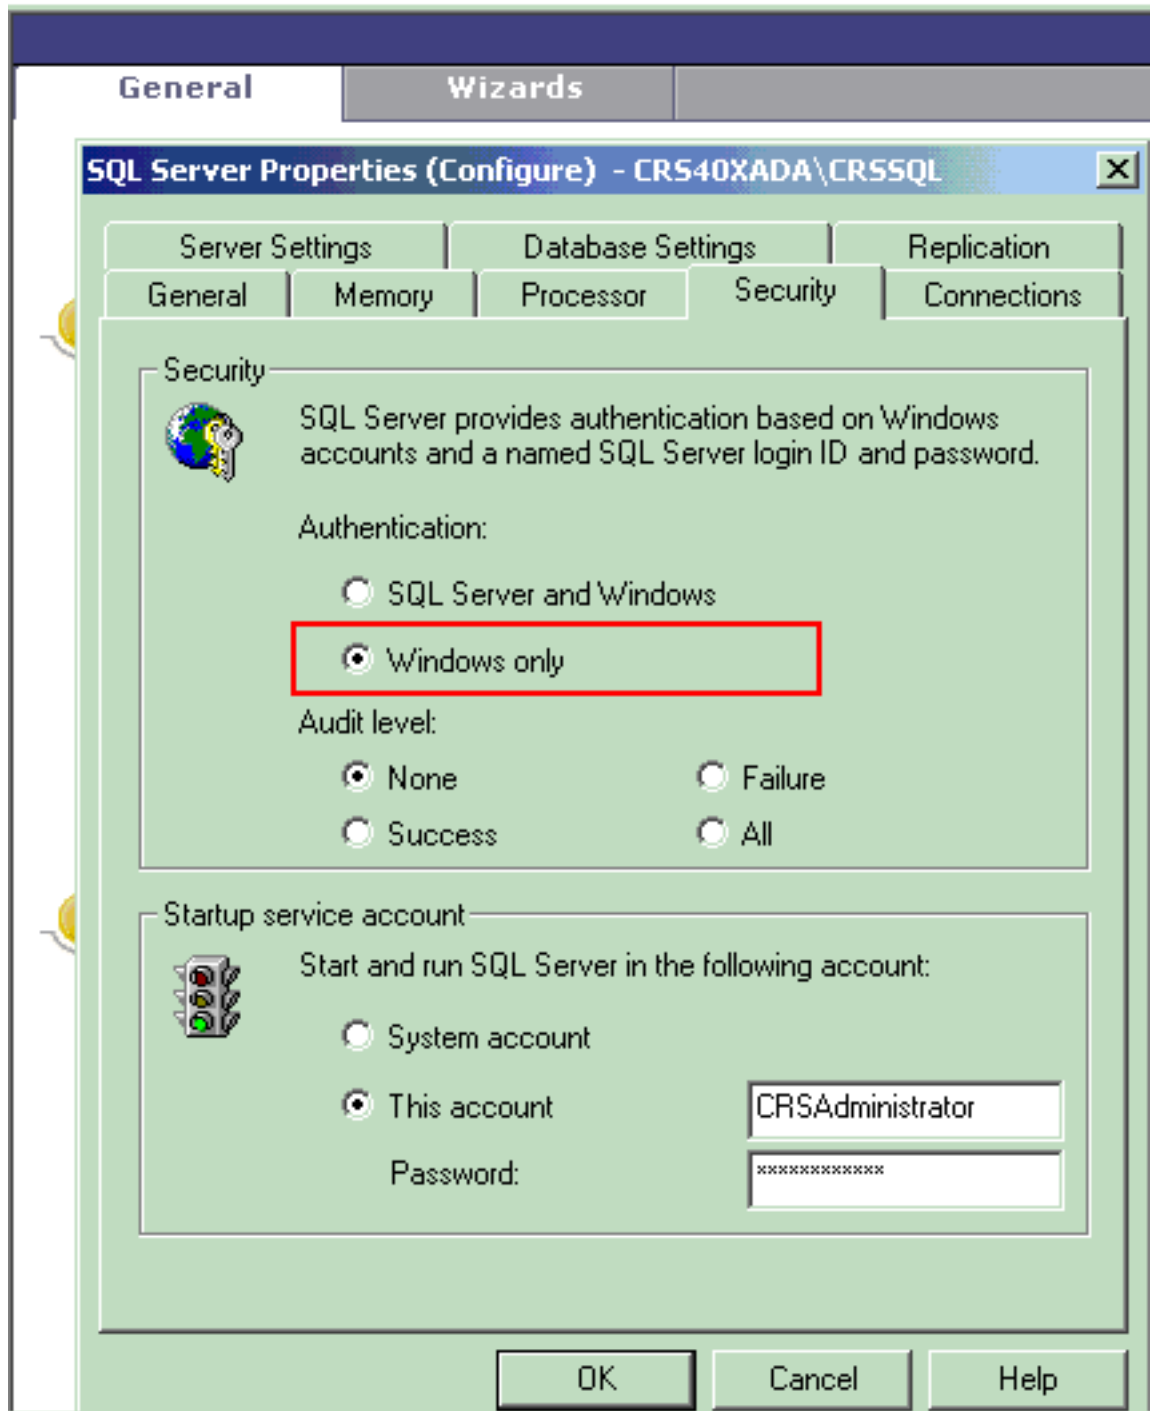 General Wizards
SQL Server Properties (Configure) - CRS40XADA\CRSSQL
Server Settings Database Settings Replication
General Memory Processor Security Connections
Security
SQL Server provides authentication based on Windows
accounts and a named SQL Server login ID and password.
Authentication:
SQL Server and Windows
Windows only
Audit level:
None Failure
Success All
Startup service account
Start and run SQL Server in the following account:
System account
This account CRSAdministrator
Password: ************
OK Cancel Help